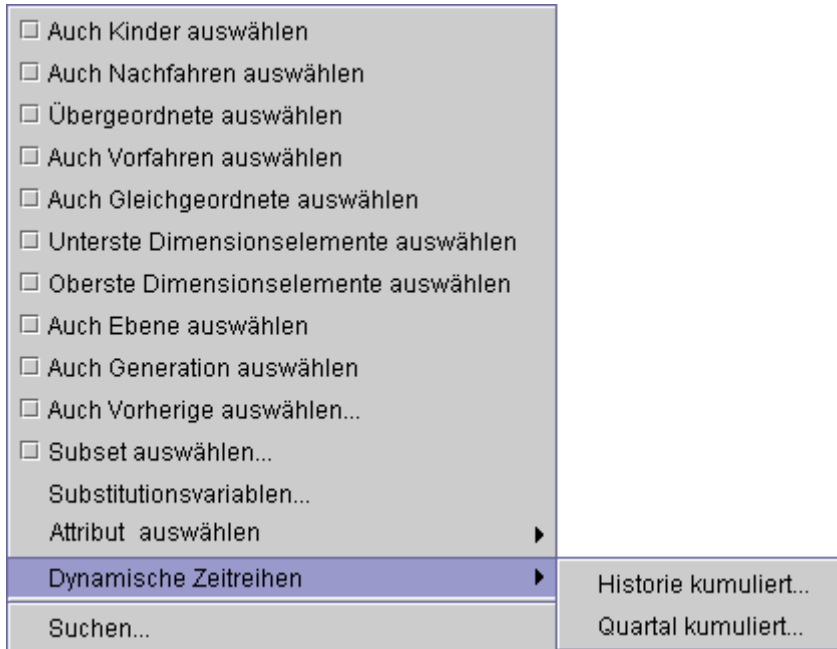 Auch Kinder auswählen
Auch Nachfahren auswählen
Übergeordnete auswählen
Auch Vorfahren auswählen
Auch Gleichgeordnete auswählen
Unterste Dimensionselemente auswählen
Oberste Dimensionselemente auswählen
Auch Ebene auswählen
Auch Generation auswählen
Auch Vorherige auswählen...
Subset auswählen...
Substitutionsvariablen...
Attribut auswählen
Dynamische Zeitreihen
Historie kumuliert...
Quartal kumuliert...
Suchen...